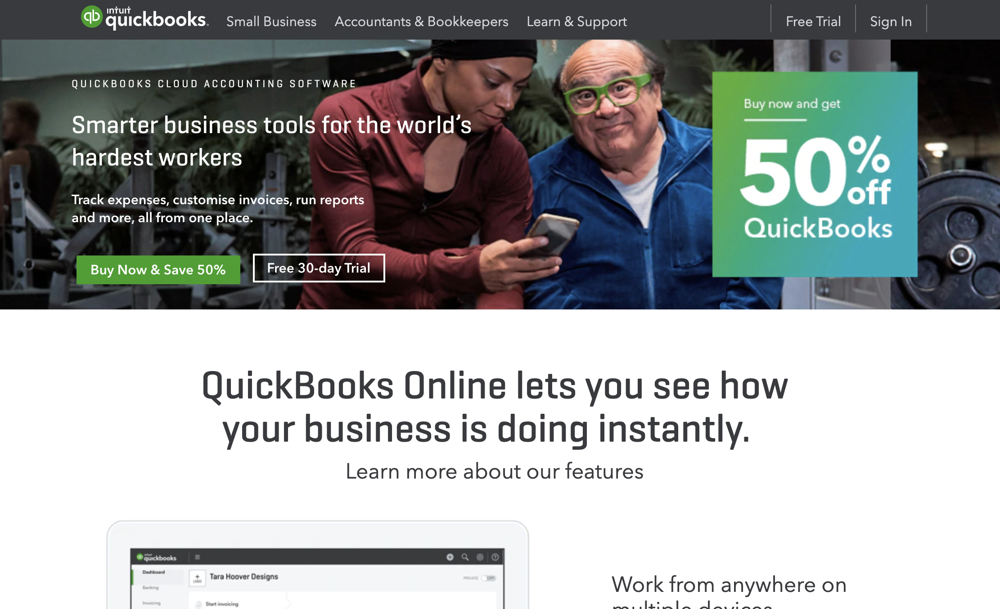 intuit
quickbooks.
Small Business
Accountants & Bookkeepers
Learn & Support
Free Trial
Sign In
QUICKBOOKS CLOUD ACCOUNTING SOFTWARE
Smarter business tools for the world’s
hardest workers
Track expenses, customise invoices, run reports
and more, all from one place.
Buy Now & Save 50%
Free 30-day Trial
Buy now and get
50% off
QuickBooks
QuickBooks Online lets you see how
your business is doing instantly.
Learn more about our features
intuit
quickbooks
Dashboard
Banking
Invoicing
+
LOGO
Tara Hoover Designs
PRIVATE
OFF
Start invoicing
Work from anywhere on
multiple devices